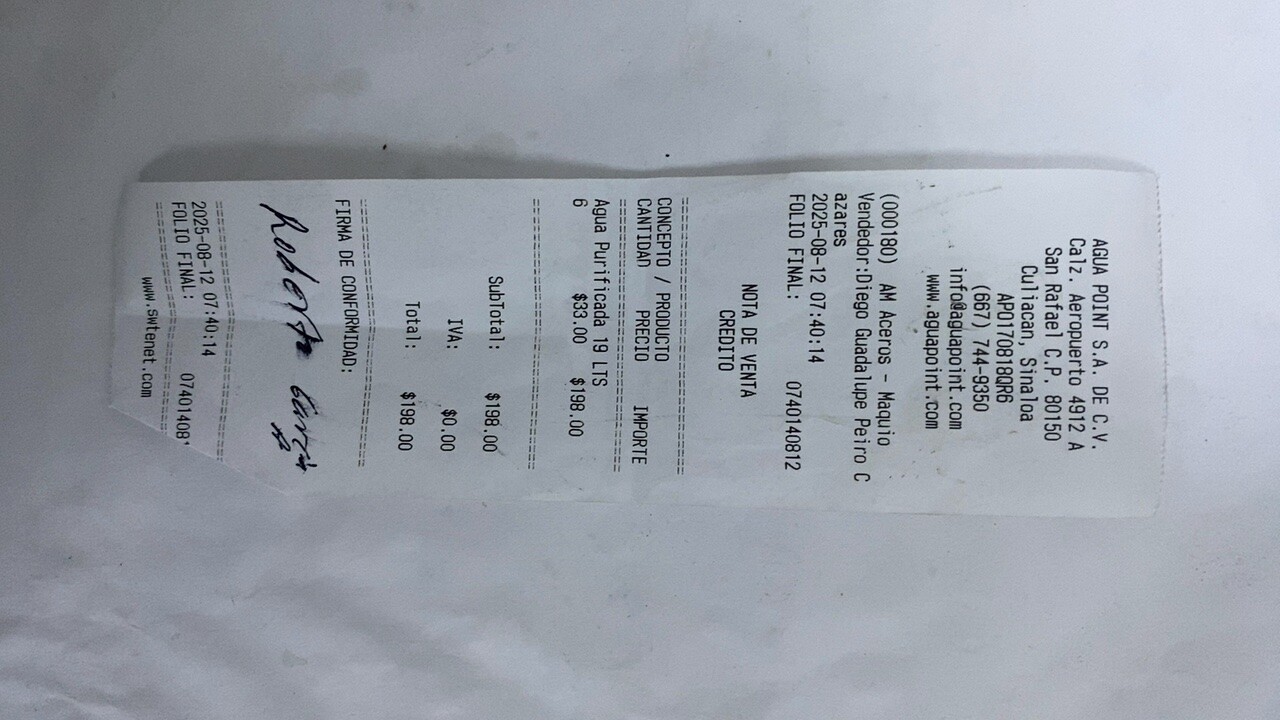 AGUA POINT S.A. DE C.V.
Calz. Aeropuerto 4912 A
San Rafael C.P. 80150
Culiacan, Sinaloa
APO170818QR6
(667) 744-9350
info@aguapoint.com
www.aguapoint.com
(000180) AM Aceros - Maquio
Vendedor:Diego Guadalupe Peiro C
azares
2025-08-12 07:40:14
FOLIO FINAL: 0740140812
NOTA DE VENTA
CREDITO
================================
CONCEPTO / PRODUCTO
CANTIDAD PRECIO IMPORTE
================================
Agua Purificada 19 LTS
6 $33.00 $198.00
================================
SubTotal: $198.00
IVA: $0.00
Total: $198.00
================================
FIRMA DE CONFORMIDAD:
Roberto García
================================
2025-08-12 07:40:14
FOLIO FINAL: 074014081
================================
www.swtenet.com